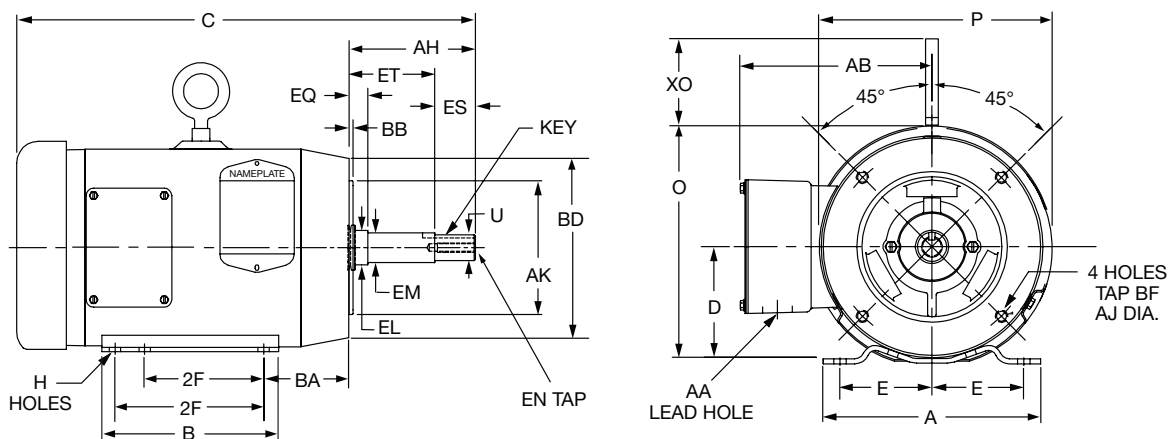 C
P
AH
ET
AB
XO
EQ
ES
45°
45°
BB
KEY
NAMEPLATE
U
O
BD
AK
4 HOLES
TAP BF
AJ DIA.
EM
D
EL
H
HOLES
2F
BA
EN TAP
2F
B
AA
LEAD HOLE
E
E
A